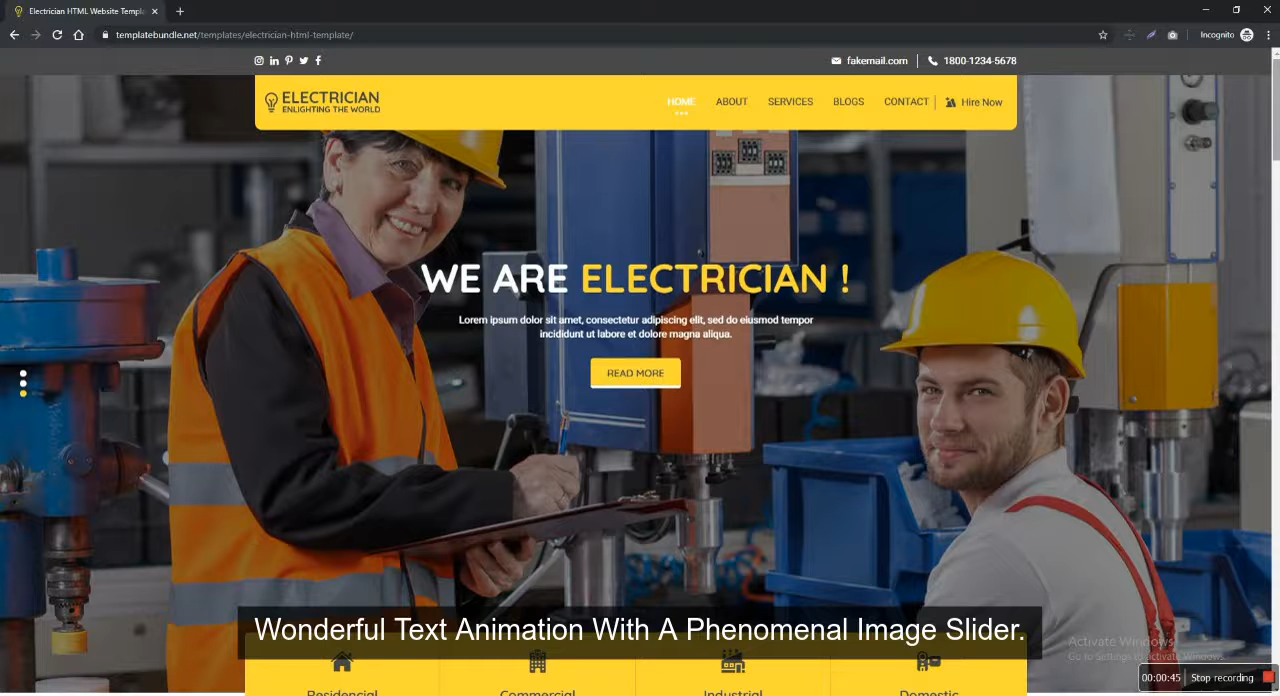 Electrician HTML Website Templa
templatebundle.net/templates/electrician-html-template/
Incognito
fakemail.com
1800-1234-5678
ELECTRICIAN
ENLIGHTING THE WORLD
HOME
ABOUT
SERVICES
BLOGS
CONTACT
Hire Now
WE ARE ELECTRICIAN !
Lorem ipsum dolor sit amet, consectetur adipiscing elit, sed do eiusmod tempor
incididunt ut labore et dolore magna aliqua.
READ MORE
Wonderful Text Animation With A Phenomenal Image Slider.
Activate Windows
Go to Settings to activate Windows.
Residencial
Commercial
Industrial
Domestic
00:00:45
Stop recording